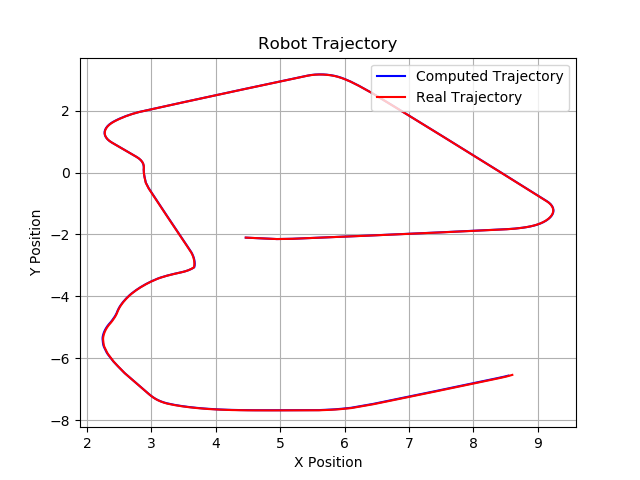 Robot Trajectory
Computed Trajectory
Real Trajectory
Y Position
2
0
−2
−4
−6
−8
2 3 4 5 6 7 8 9
X Position